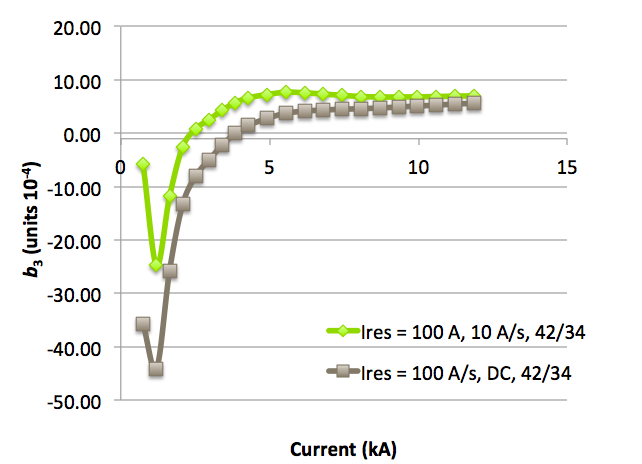 20.00
10.00
0.00
0 5 10 15
-10.00
-20.00
-30.00
-40.00
-50.00
b₃ (units 10⁻⁴)
Ires = 100 A, 10 A/s, 42/34
Ires = 100 A/s, DC, 42/34
Current (kA)